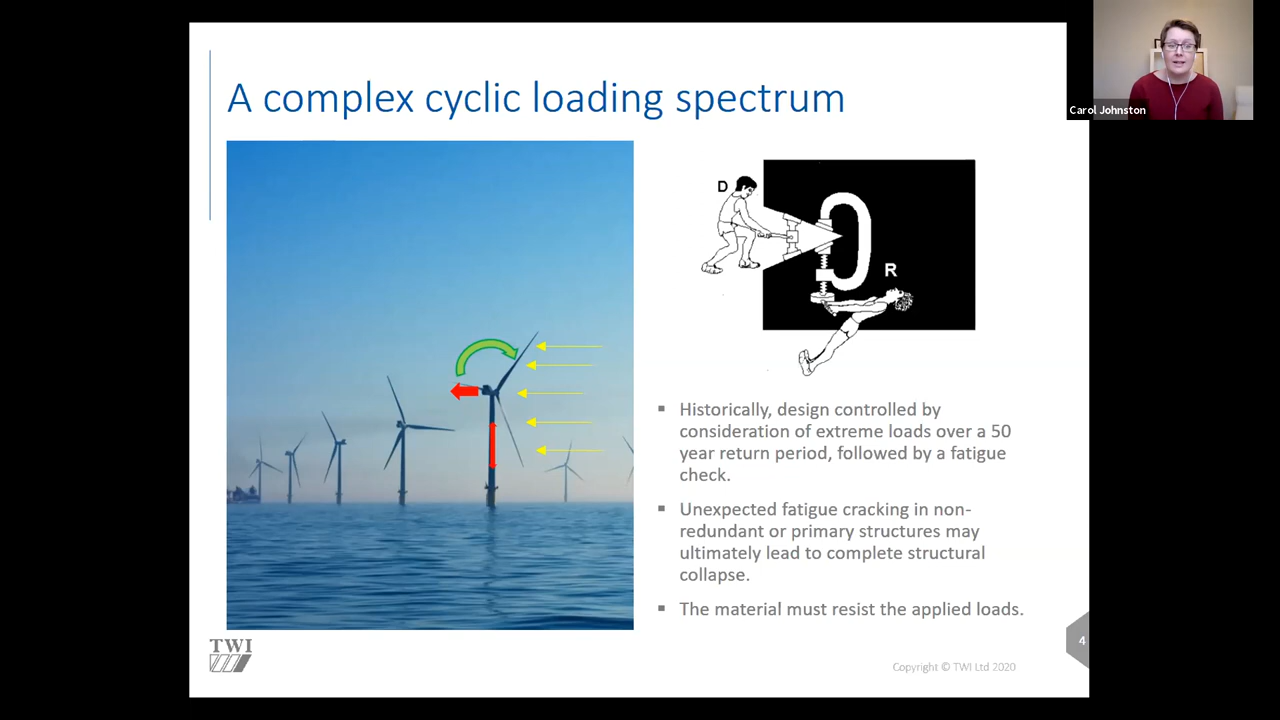 A complex cyclic loading spectrum
Carol Johnston
D
R
▪ Historically, design controlled by
consideration of extreme loads over a 50
year return period, followed by a fatigue
check.
▪ Unexpected fatigue cracking in non-
redundant or primary structures may
ultimately lead to complete structural
collapse.
▪ The material must resist the applied loads.
4
TWI
Copyright © TWI Ltd 2020